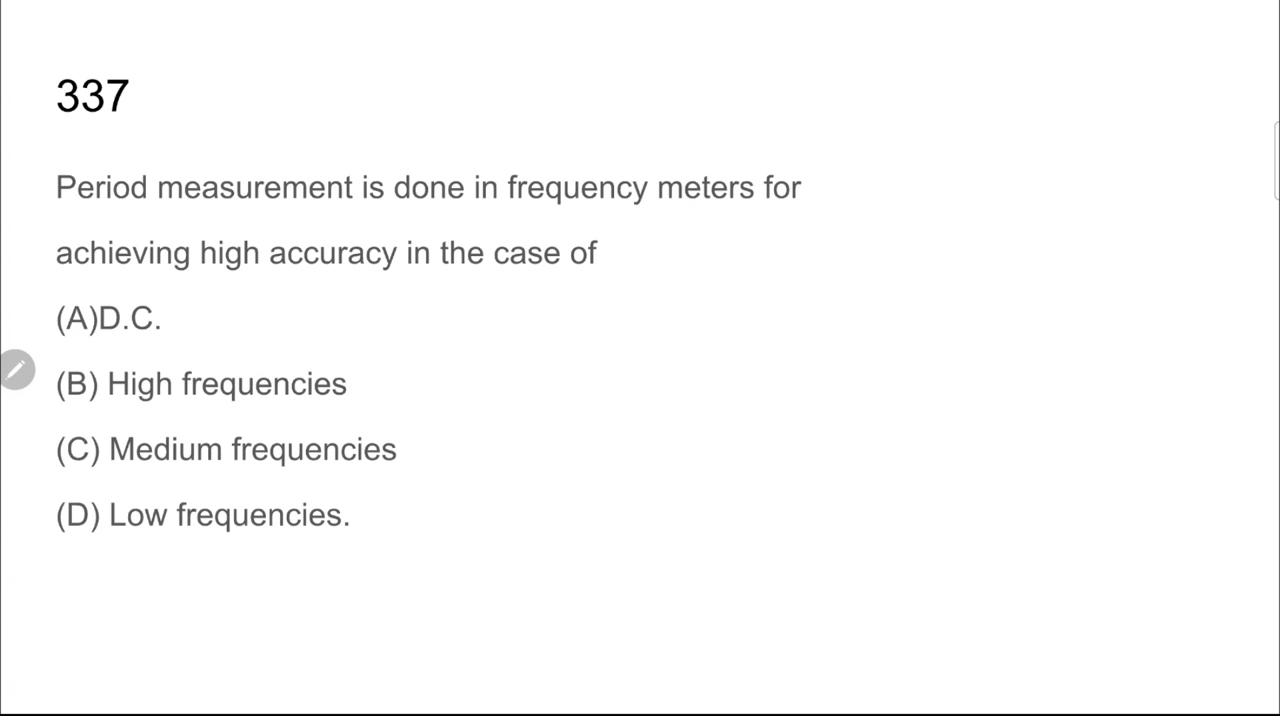 337
Period measurement is done in frequency meters for
achieving high accuracy in the case of
(A)D.C.
(B) High frequencies
(C) Medium frequencies
(D) Low frequencies.